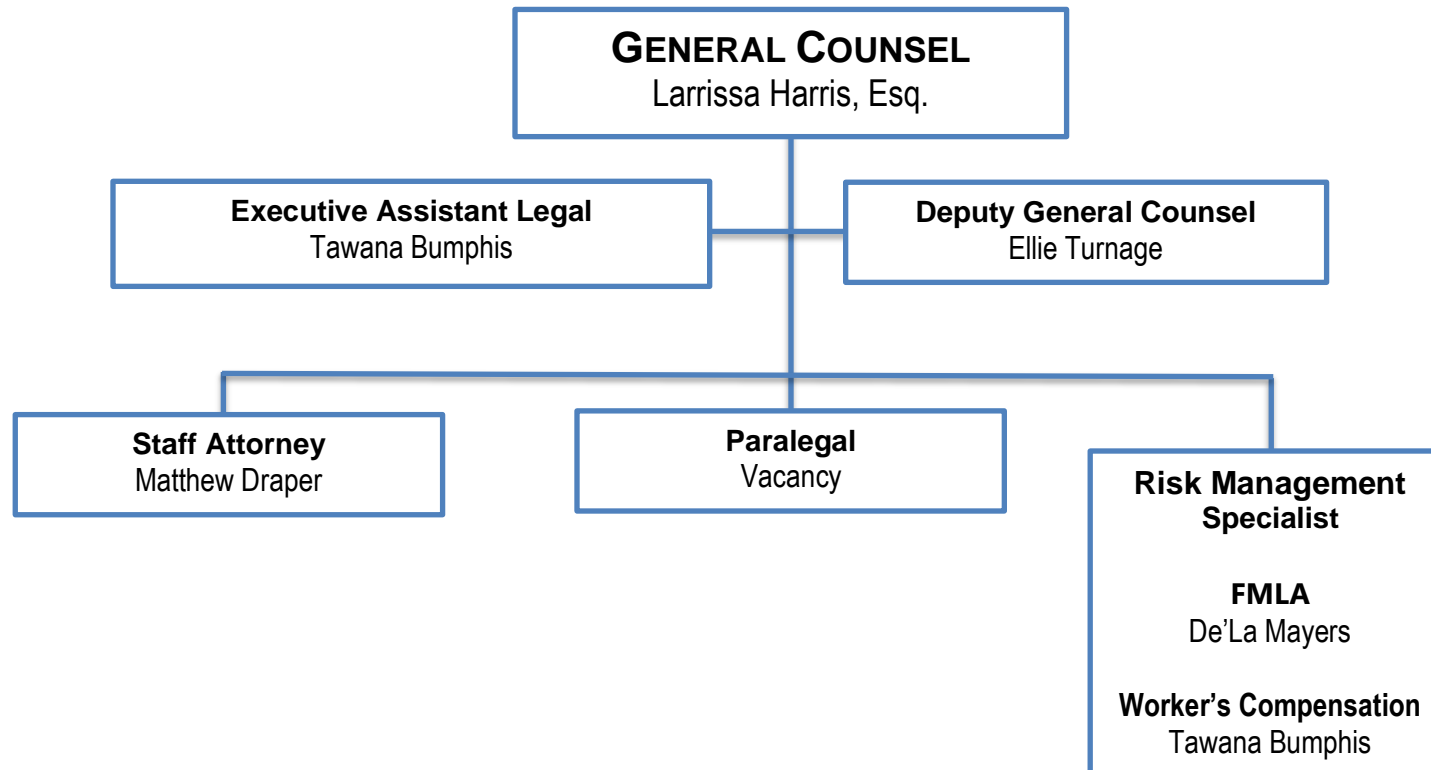 GENERAL COUNSEL
Larrissa Harris, Esq.
Executive Assistant Legal
Tawana Bumphis
Deputy General Counsel
Ellie Turnage
Staff Attorney
Matthew Draper
Paralegal
Vacancy
Risk Management
Specialist
FMLA
De’La Mayers
Worker’s Compensation
Tawana Bumphis